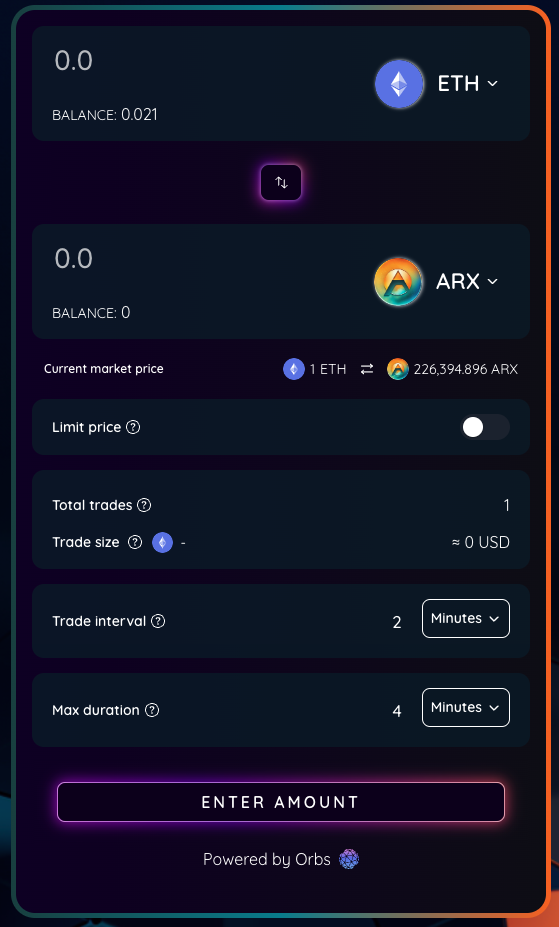 0.0
ETH
BALANCE: 0.021
0.0
ARX
BALANCE: 0
Current market price 1 ETH 226,394.896 ARX
Limit price ?
Total trades ? 1
Trade size ? - ≈ 0 USD
Trade interval ? 2 Minutes
Max duration ? 4 Minutes
ENTER AMOUNT
Powered by Orbs